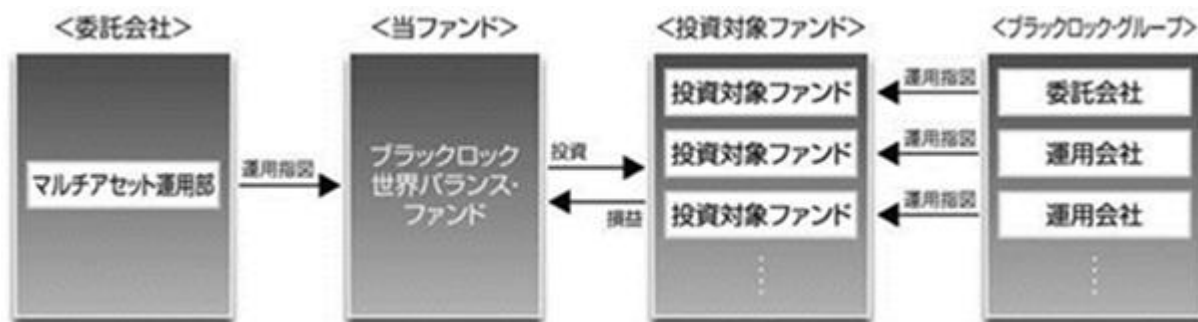 <委託会社>
<当ファンド>
<投資対象ファンド>
<ブラックロック・グループ>
マルチアセット運用部
運用指図
ブラックロック
世界バランス・
ファンド
投資
損益
投資対象ファンド
投資対象ファンド
投資対象ファンド
運用指図
運用指図
運用指図
委託会社
運用会社
運用会社